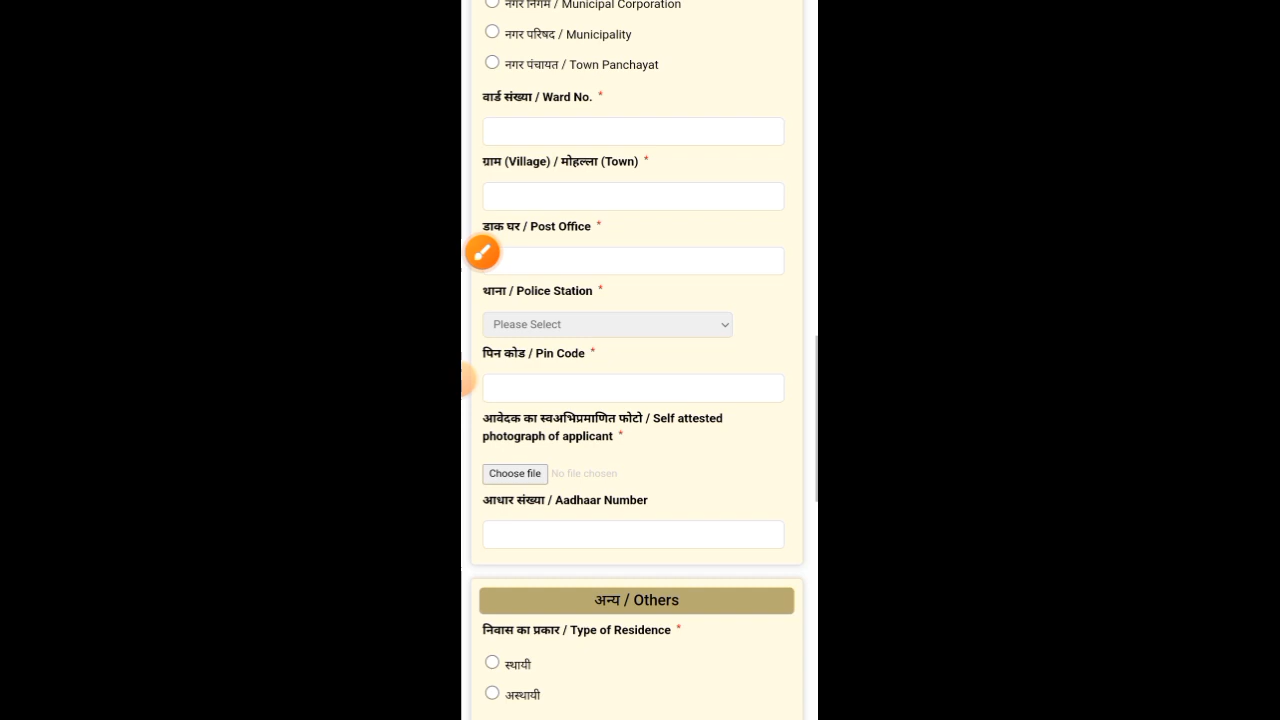 नगर निगम / Municipal Corporation
नगर परिषद / Municipality
नगर पंचायत / Town Panchayat
वार्ड संख्या / Ward No. *
ग्राम (Village) / मोहल्ला (Town) *
डाक घर / Post Office *
थाना / Police Station *
Please Select
पिन कोड / Pin Code *
आवेदक का स्वअभिप्रमाणित फोटो / Self attested
photograph of applicant *
Choose file No file chosen
आधार संख्या / Aadhaar Number
अन्य / Others
निवास का प्रकार / Type of Residence *
स्थायी
अस्थायी